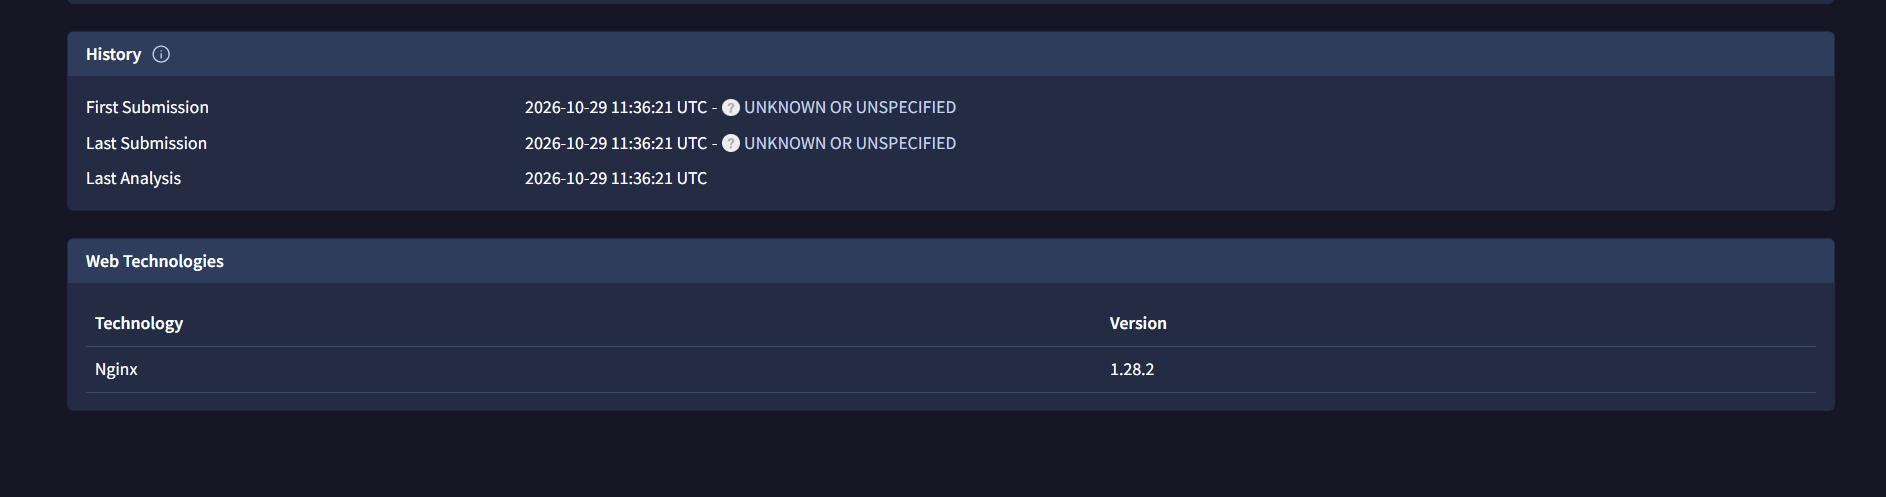 History
First Submission 2026-10-29 11:36:21 UTC - ? UNKNOWN OR UNSPECIFIED
Last Submission 2026-10-29 11:36:21 UTC - ? UNKNOWN OR UNSPECIFIED
Last Analysis 2026-10-29 11:36:21 UTC
Web Technologies
Technology Version
Nginx 1.28.2